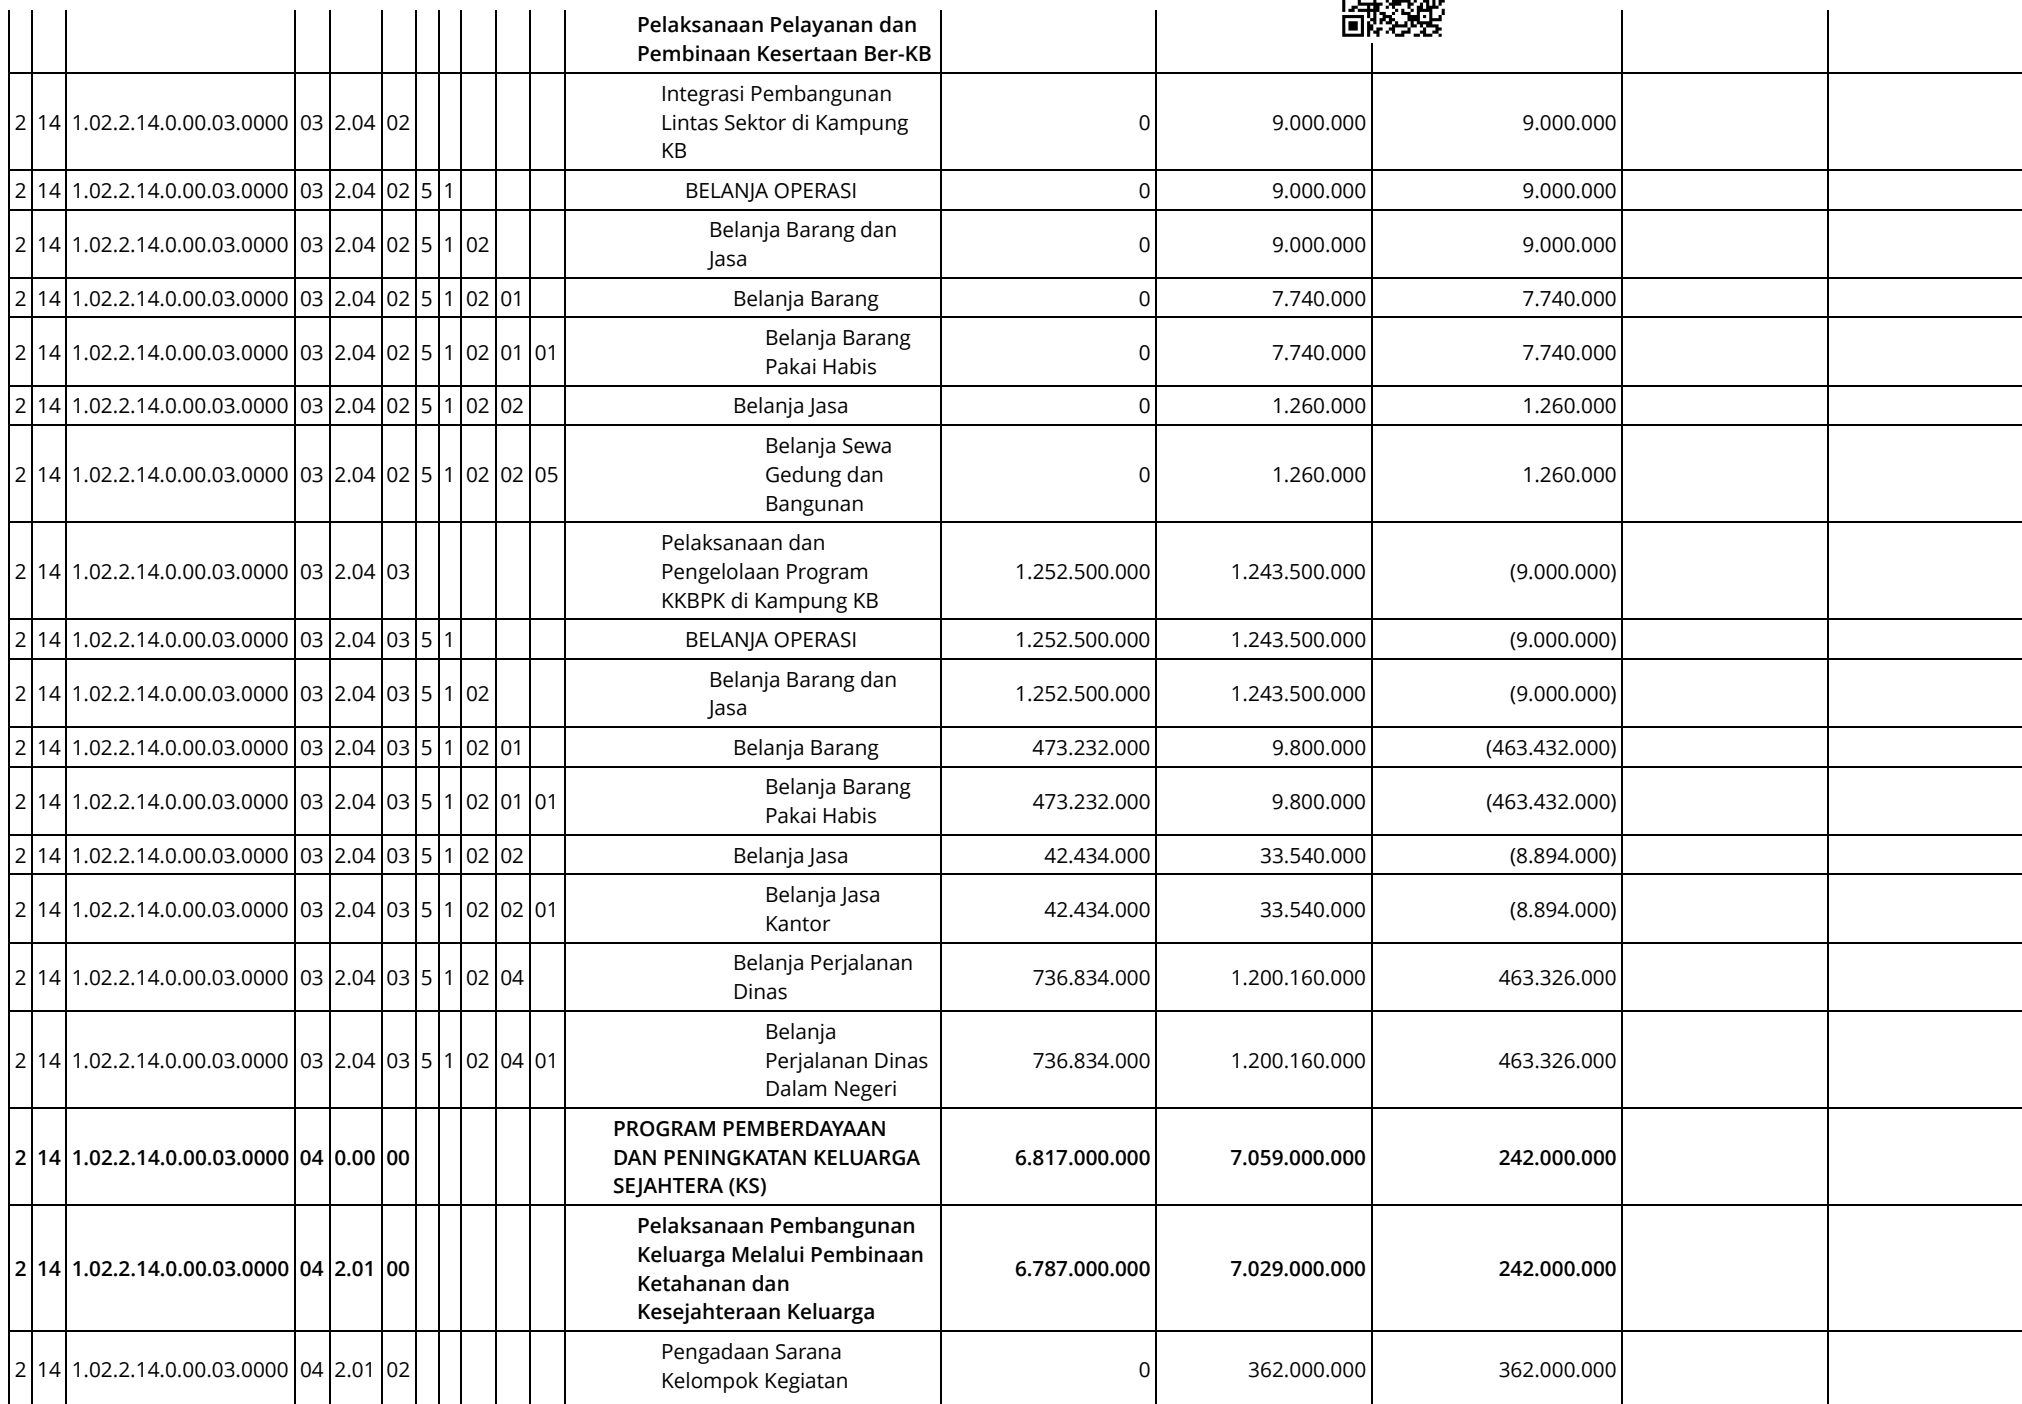 Pelaksanaan Pelayanan dan
Pembinaan Kesertaan Ber-KB
2 14 1.02.2.14.0.00.03.0000 03 2.04 02 Integrasi Pembangunan Lintas Sektor di Kampung KB 0 9.000.000 9.000.000
2 14 1.02.2.14.0.00.03.0000 03 2.04 02 5 1 BELANJA OPERASI 0 9.000.000 9.000.000
2 14 1.02.2.14.0.00.03.0000 03 2.04 02 5 1 02 Belanja Barang dan Jasa 0 9.000.000 9.000.000
2 14 1.02.2.14.0.00.03.0000 03 2.04 02 5 1 02 01 Belanja Barang 0 7.740.000 7.740.000
2 14 1.02.2.14.0.00.03.0000 03 2.04 02 5 1 02 01 01 Belanja Barang Pakai Habis 0 7.740.000 7.740.000
2 14 1.02.2.14.0.00.03.0000 03 2.04 02 5 1 02 02 Belanja Jasa 0 1.260.000 1.260.000
2 14 1.02.2.14.0.00.03.0000 03 2.04 02 5 1 02 02 05 Belanja Sewa Gedung dan Bangunan 0 1.260.000 1.260.000
2 14 1.02.2.14.0.00.03.0000 03 2.04 03 Pelaksanaan dan Pengelolaan Program KKBPK di Kampung KB 1.252.500.000 1.243.500.000 (9.000.000)
2 14 1.02.2.14.0.00.03.0000 03 2.04 03 5 1 BELANJA OPERASI 1.252.500.000 1.243.500.000 (9.000.000)
2 14 1.02.2.14.0.00.03.0000 03 2.04 03 5 1 02 Belanja Barang dan Jasa 1.252.500.000 1.243.500.000 (9.000.000)
2 14 1.02.2.14.0.00.03.0000 03 2.04 03 5 1 02 01 Belanja Barang 473.232.000 9.800.000 (463.432.000)
2 14 1.02.2.14.0.00.03.0000 03 2.04 03 5 1 02 01 01 Belanja Barang Pakai Habis 473.232.000 9.800.000 (463.432.000)
2 14 1.02.2.14.0.00.03.0000 03 2.04 03 5 1 02 02 Belanja Jasa 42.434.000 33.540.000 (8.894.000)
2 14 1.02.2.14.0.00.03.0000 03 2.04 03 5 1 02 02 01 Belanja Jasa Kantor 42.434.000 33.540.000 (8.894.000)
2 14 1.02.2.14.0.00.03.0000 03 2.04 03 5 1 02 04 Belanja Perjalanan Dinas 736.834.000 1.200.160.000 463.326.000
2 14 1.02.2.14.0.00.03.0000 03 2.04 03 5 1 02 04 01 Belanja Perjalanan Dinas Dalam Negeri 736.834.000 1.200.160.000 463.326.000
2 14 1.02.2.14.0.00.03.0000 04 0.00 00 PROGRAM PEMBERDAYAAN DAN PENINGKATAN KELUARGA SEJAHTERA (KS) 6.817.000.000 7.059.000.000 242.000.000
2 14 1.02.2.14.0.00.03.0000 04 2.01 00 Pelaksanaan Pembangunan Keluarga Melalui Pembinaan Ketahanan dan Kesejahteraan Keluarga 6.787.000.000 7.029.000.000 242.000.000
2 14 1.02.2.14.0.00.03.0000 04 2.01 02 Pengadaan Sarana Kelompok Kegiatan 0 362.000.000 362.000.000